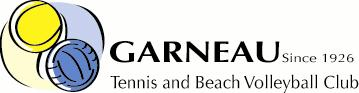 GARNEAU Since 1926
Tennis and Beach Volleyball Club